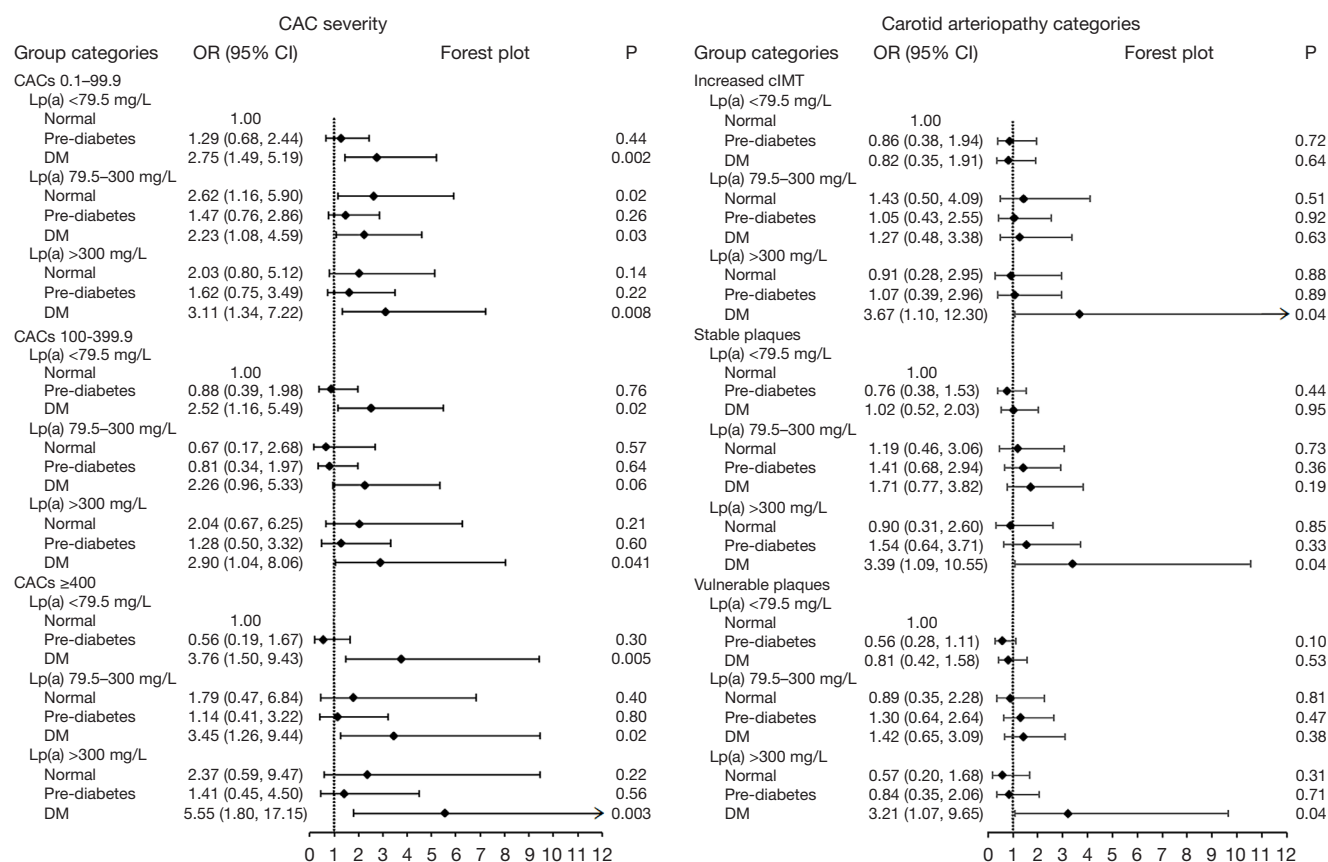 CAC severity
Group categories OR (95% CI) Forest plot P
CACs 0.1–99.9
Lp(a) <79.5 mg/L
Normal 1.00
Pre-diabetes 1.29 (0.68, 2.44) 0.44
DM 2.75 (1.49, 5.19) 0.002
Lp(a) 79.5–300 mg/L
Normal 2.62 (1.16, 5.90) 0.02
Pre-diabetes 1.47 (0.76, 2.86) 0.26
DM 2.23 (1.08, 4.59) 0.03
Lp(a) >300 mg/L
Normal 2.03 (0.80, 5.12) 0.14
Pre-diabetes 1.62 (0.75, 3.49) 0.22
DM 3.11 (1.34, 7.22) 0.008
CACs 100-399.9
Lp(a) <79.5 mg/L
Normal 1.00
Pre-diabetes 0.88 (0.39, 1.98) 0.76
DM 2.52 (1.16, 5.49) 0.02
Lp(a) 79.5–300 mg/L
Normal 0.67 (0.17, 2.68) 0.57
Pre-diabetes 0.81 (0.34, 1.97) 0.64
DM 2.26 (0.96, 5.33) 0.06
Lp(a) >300 mg/L
Normal 2.04 (0.67, 6.25) 0.21
Pre-diabetes 1.28 (0.50, 3.32) 0.60
DM 2.90 (1.04, 8.06) 0.041
CACs ≥400
Lp(a) <79.5 mg/L
Normal 1.00
Pre-diabetes 0.56 (0.19, 1.67) 0.30
DM 3.76 (1.50, 9.43) 0.005
Lp(a) 79.5–300 mg/L
Normal 1.79 (0.47, 6.84) 0.40
Pre-diabetes 1.14 (0.41, 3.22) 0.80
DM 3.45 (1.26, 9.44) 0.02
Lp(a) >300 mg/L
Normal 2.37 (0.59, 9.47) 0.22
Pre-diabetes 1.41 (0.45, 4.50) 0.56
DM 5.55 (1.80, 17.15) 0.003
0 1 2 3 4 5 6 7 8 9 10 11 12
Carotid arteriopathy categories
Group categories OR (95% CI) Forest plot P
Increased cIMT
Lp(a) <79.5 mg/L
Normal 1.00
Pre-diabetes 0.86 (0.38, 1.94) 0.72
DM 0.82 (0.35, 1.91) 0.64
Lp(a) 79.5–300 mg/L
Normal 1.43 (0.50, 4.09) 0.51
Pre-diabetes 1.05 (0.43, 2.55) 0.92
DM 1.27 (0.48, 3.38) 0.63
Lp(a) >300 mg/L
Normal 0.91 (0.28, 2.95) 0.88
Pre-diabetes 1.07 (0.39, 2.96) 0.89
DM 3.67 (1.10, 12.30) 0.04
Stable plaques
Lp(a) <79.5 mg/L
Normal 1.00
Pre-diabetes 0.76 (0.38, 1.53) 0.44
DM 1.02 (0.52, 2.03) 0.95
Lp(a) 79.5–300 mg/L
Normal 1.19 (0.46, 3.06) 0.73
Pre-diabetes 1.41 (0.68, 2.94) 0.36
DM 1.71 (0.77, 3.82) 0.19
Lp(a) >300 mg/L
Normal 0.90 (0.31, 2.60) 0.85
Pre-diabetes 1.54 (0.64, 3.71) 0.33
DM 3.39 (1.09, 10.55) 0.04
Vulnerable plaques
Lp(a) <79.5 mg/L
Normal 1.00
Pre-diabetes 0.56 (0.28, 1.11) 0.10
DM 0.81 (0.42, 1.58) 0.53
Lp(a) 79.5–300 mg/L
Normal 0.89 (0.35, 2.28) 0.81
Pre-diabetes 1.30 (0.64, 2.64) 0.47
DM 1.42 (0.65, 3.09) 0.38
Lp(a) >300 mg/L
Normal 0.57 (0.20, 1.68) 0.31
Pre-diabetes 0.84 (0.35, 2.06) 0.71
DM 3.21 (1.07, 9.65) 0.04
0 1 2 3 4 5 6 7 8 9 10 11 12